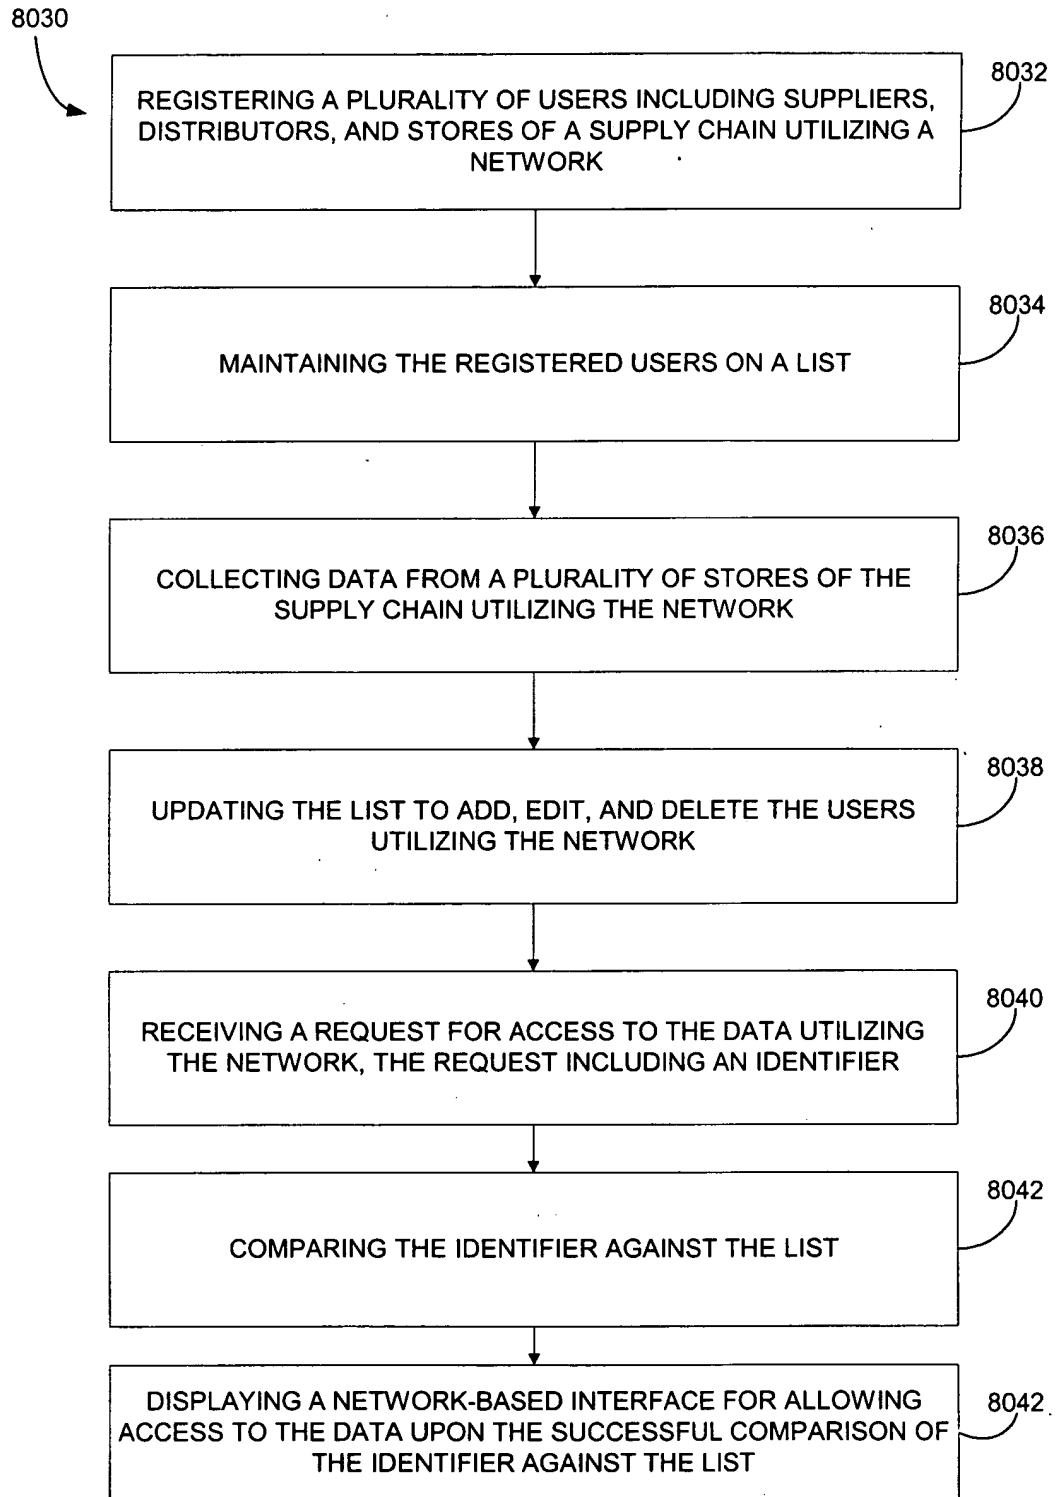 8030
8032
REGISTERING A PLURALITY OF USERS INCLUDING SUPPLIERS,
DISTRIBUTORS, AND STORES OF A SUPPLY CHAIN UTILIZING A
NETWORK
8034
MAINTAINING THE REGISTERED USERS ON A LIST
8036
COLLECTING DATA FROM A PLURALITY OF STORES OF THE
SUPPLY CHAIN UTILIZING THE NETWORK
8038
UPDATING THE LIST TO ADD, EDIT, AND DELETE THE USERS
UTILIZING THE NETWORK
8040
RECEIVING A REQUEST FOR ACCESS TO THE DATA UTILIZING
THE NETWORK, THE REQUEST INCLUDING AN IDENTIFIER
8042
COMPARING THE IDENTIFIER AGAINST THE LIST
8042
DISPLAYING A NETWORK-BASED INTERFACE FOR ALLOWING
ACCESS TO THE DATA UPON THE SUCCESSFUL COMPARISON OF
THE IDENTIFIER AGAINST THE LIST